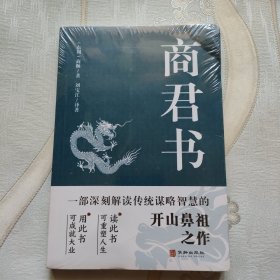 商君书
一部深刻解读传统谋略智慧的
开山鼻祖
之作
读此书
可重塑人生
用此书
可成就大业